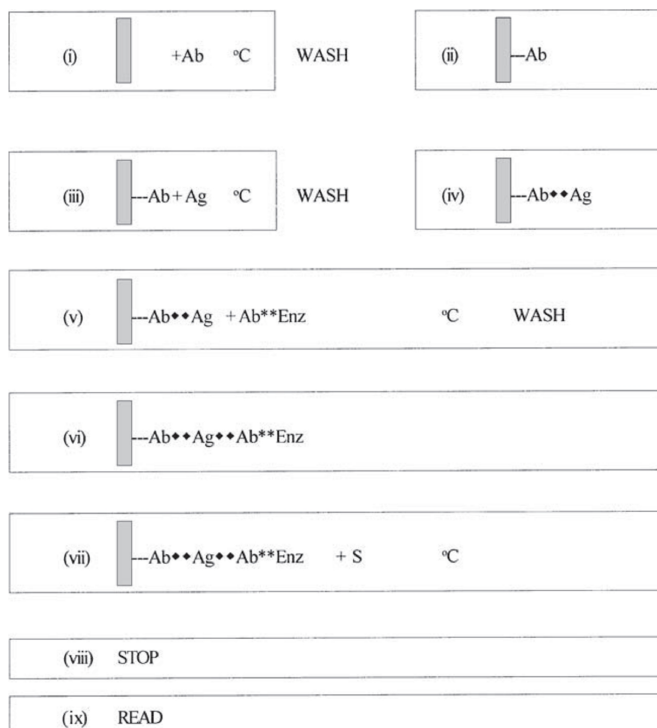 (i) +Ab °C WASH (ii) ---Ab
(iii) ---Ab + Ag °C WASH (iv) ---Ab◆◆Ag
(v) ---Ab◆◆Ag + Ab**Enz °C WASH
(vi) ---Ab◆◆Ag◆◆Ab**Enz
(vii) ---Ab◆◆Ag◆◆Ab**Enz + S °C
(viii) STOP
(ix) READ